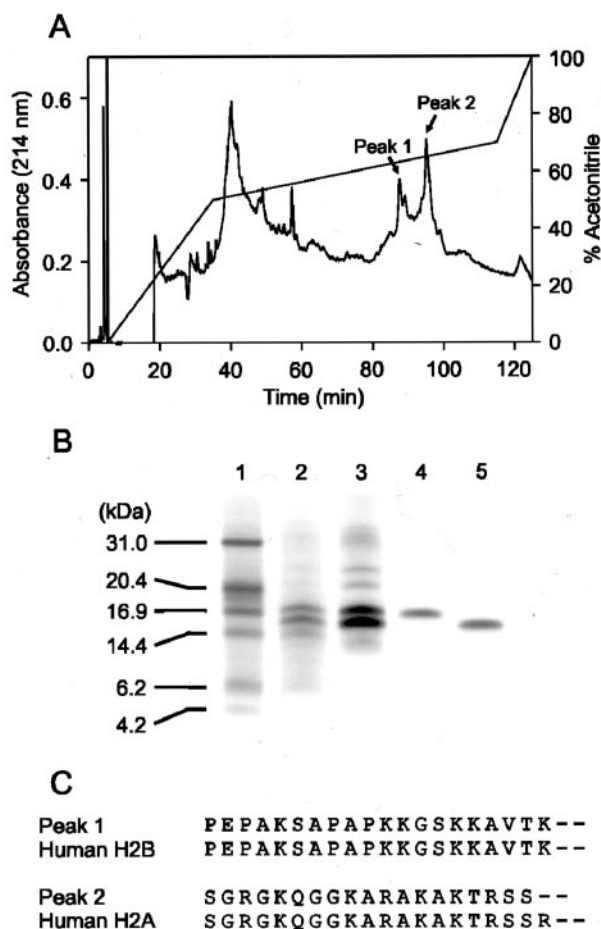 A
Absorbance (214 nm)
0.6
0.4
0.2
0.0
Peak 1
Peak 2
100
80
60
40
20
0
% Acetonitrile
0 20 40 60 80 100 120
Time (min)
B
1 2 3 4 5
(kDa)
31.0
20.4
16.9
14.4
6.2
4.2
C
Peak 1 PEPAKSAPAPKKGSKKAVTK--
Human H2B PEPAKSAPAPKKGSKKAVTK--
Peak 2 SGRGKQGGKARAKAKTRSS--
Human H2A SGRGKQGGKARAKAKTRSSR--